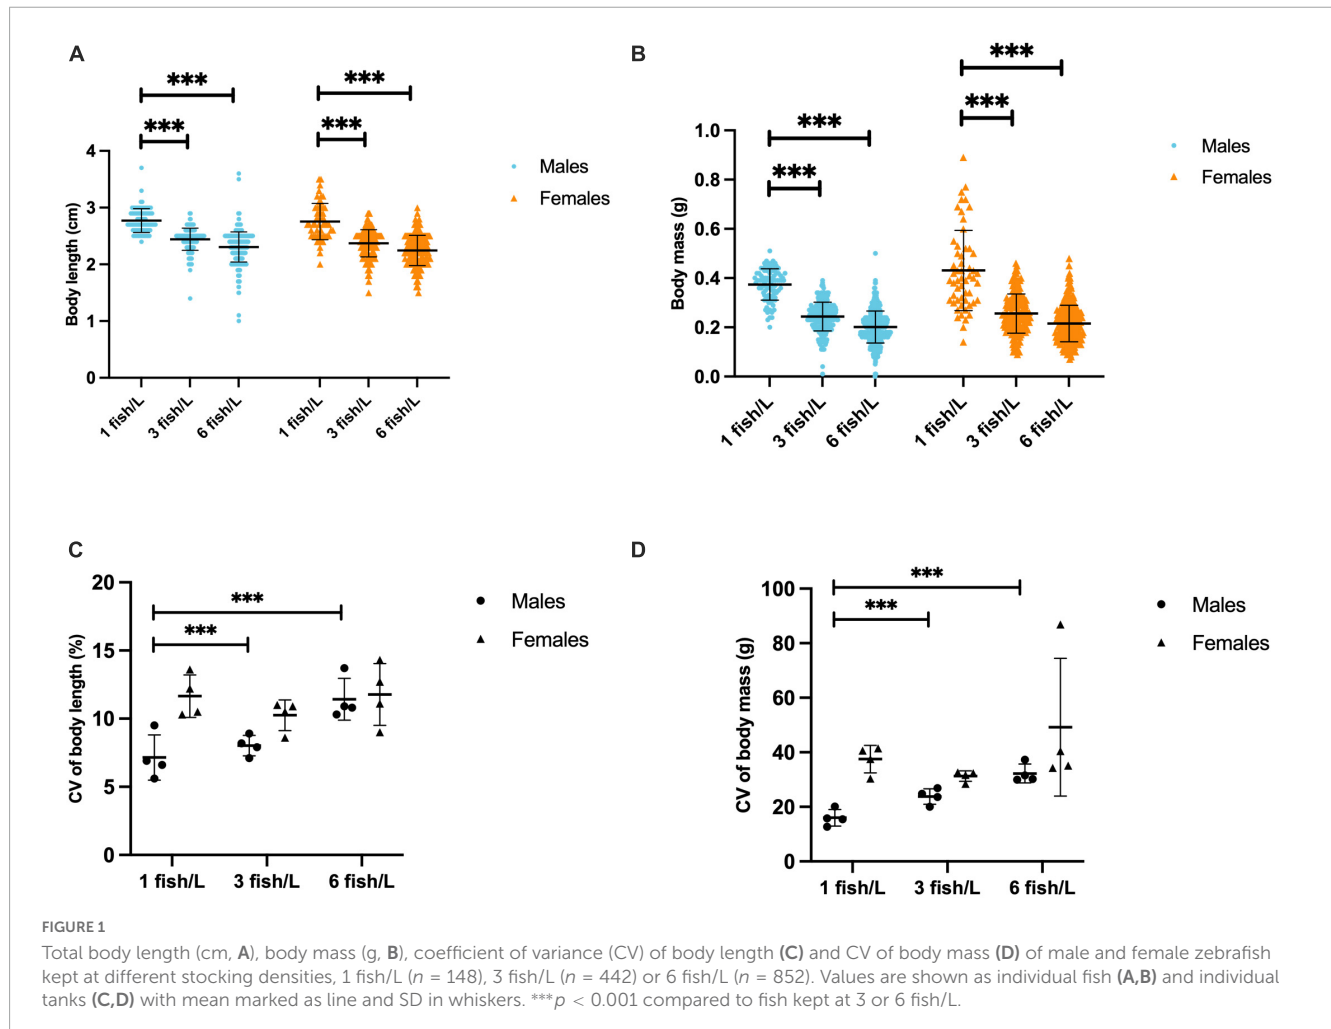 A
***
***
***
***
4
3
2
1
0
Body length (cm)
1 fish/L
3 fish/L
6 fish/L
1 fish/L
3 fish/L
6 fish/L
Males
Females
B
***
***
***
***
1.0
0.8
0.6
0.4
0.2
0.0
Body mass (g)
1 fish/L
3 fish/L
6 fish/L
1 fish/L
3 fish/L
6 fish/L
Males
Females
C
20
15
10
5
0
CV of body length (%)
***
***
1 fish/L
3 fish/L
6 fish/L
Males
Females
D
100
80
60
40
20
0
CV of body mass (g)
***
***
1 fish/L
3 fish/L
6 fish/L
Males
Females
FIGURE 1
Total body length (cm, A), body mass (g, B), coefficient of variance (CV) of body length (C) and CV of body mass (D) of male and female zebrafish
kept at different stocking densities, 1 fish/L (n = 148), 3 fish/L (n = 442) or 6 fish/L (n = 852). Values are shown as individual fish (A,B) and individual
tanks (C,D) with mean marked as line and SD in whiskers. ***p < 0.001 compared to fish kept at 3 or 6 fish/L.